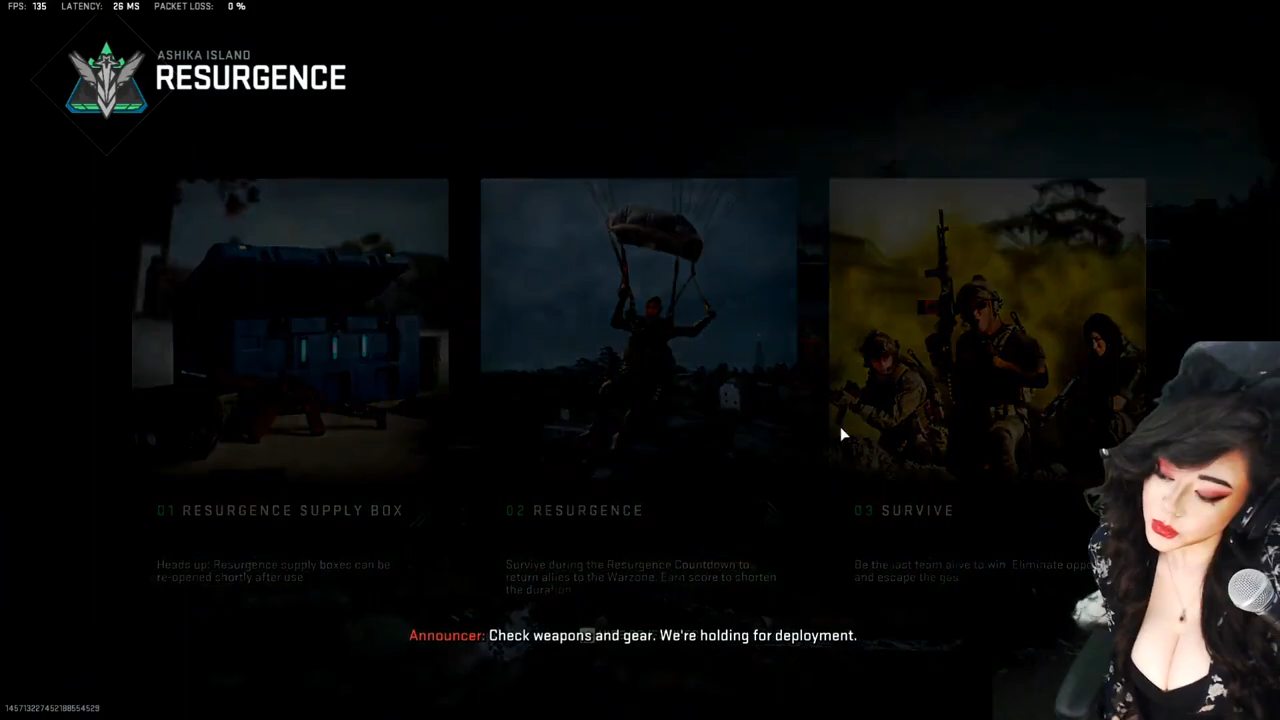 FPS: 135 LATENCY: 26 MS PACKET LOSS: 0 %
ASHIKA ISLAND
RESURGENCE
01 RESURGENCE SUPPLY BOX
Heads up: Resurgence supply boxes can be
re-opened shortly after use
02 RESURGENCE
Survive during the Resurgence Countdown to
return allies to the Warzone. Earn score to shorten
the duration
03 SURVIVE
Be the last team alive to win. Eliminate
and escape the gas
Announcer: Check weapons and gear. We're holding for deployment.